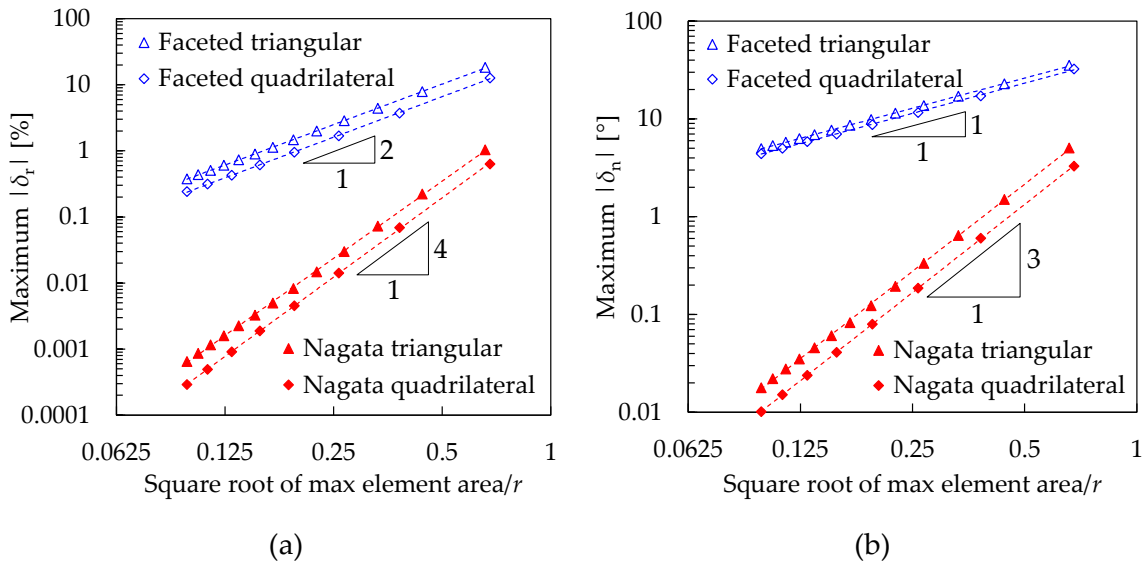 100
10
1
0.1
0.01
0.001
0.0001
Maximum |δr| [%]
Faceted triangular
Faceted quadrilateral
2
1
4
1
Nagata triangular
Nagata quadrilateral
0.0625 0.125 0.25 0.5 1
Square root of max element area/r
(a)
100
10
1
0.1
0.01
Maximum |δn| [°]
Faceted triangular
Faceted quadrilateral
1
1
3
1
Nagata triangular
Nagata quadrilateral
0.0625 0.125 0.25 0.5 1
Square root of max element area/r
(b)